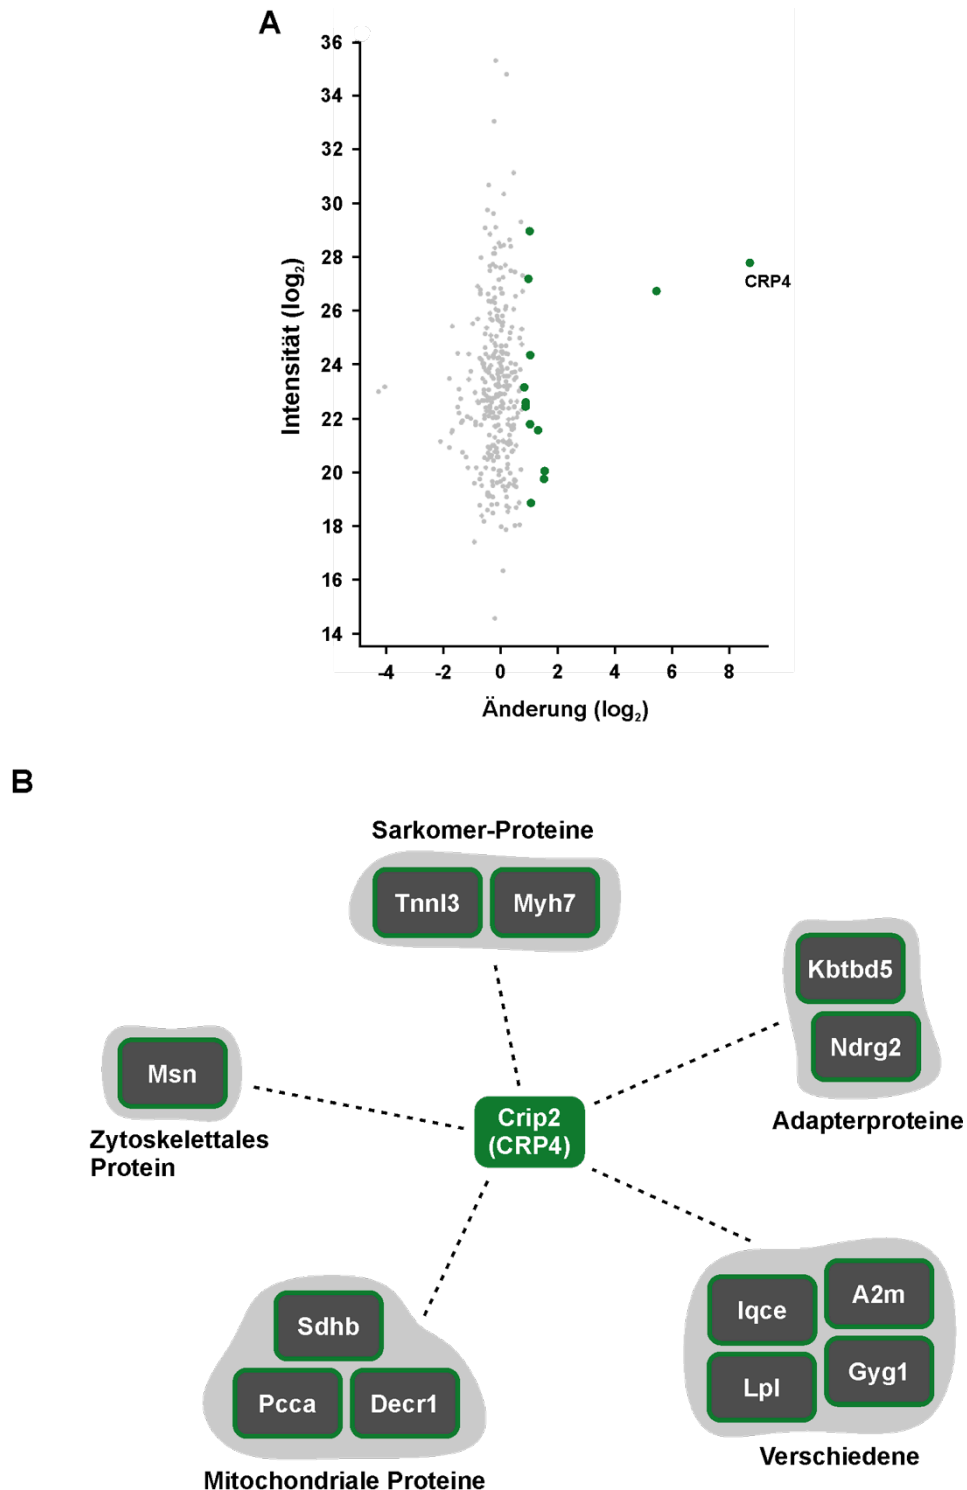 A
36
34
32
30
28
26
24
22
20
18
16
14
Intensität (log2)
CRP4
-4 -2 0 2 4 6 8
Änderung (log2)
B
Sarkomer-Proteine
Tnnl3 Myh7
Kbtbd5
Ndrg2
Adapterproteine
Msn
Zytoskelettales
Protein
Crip2
(CRP4)
Sdhb
Pcca Decr1
Mitochondriale Proteine
Iqce A2m
Lpl Gyg1
Verschiedene